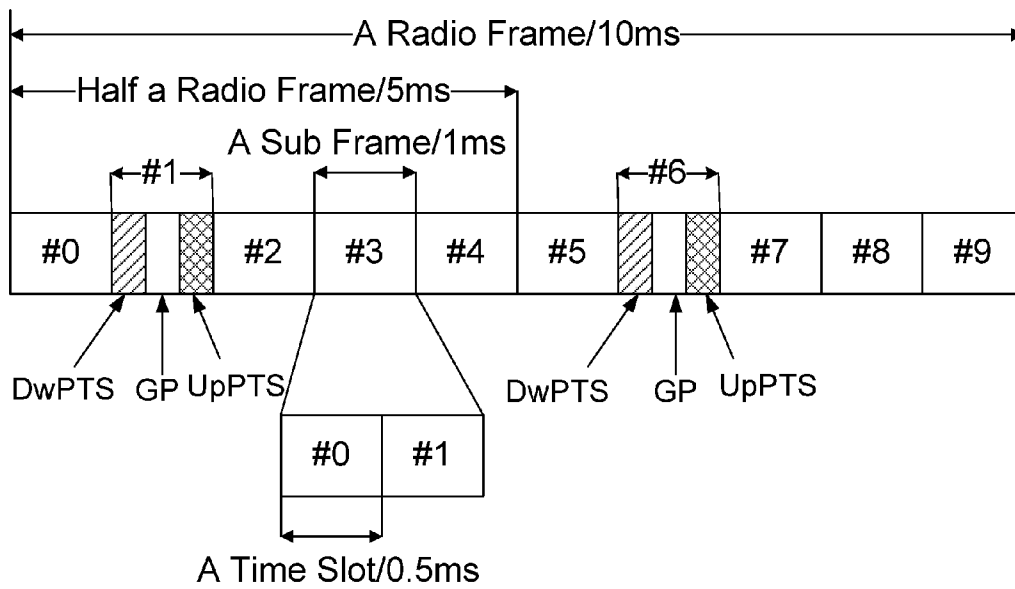 A Radio Frame/10ms
Half a Radio Frame/5ms
A Sub Frame/1ms
#1 #6
#0 #2 #3 #4 #5 #7 #8 #9
DwPTS GP UpPTS DwPTS GP UpPTS
#0 #1
A Time Slot/0.5ms